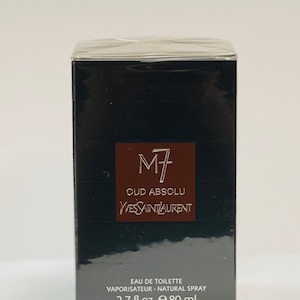 M7
OUD ABSOLU
YVESSAINTLAURENT
EAU DE TOILETTE
VAPORISATEUR - NATURAL SPRAY
2.7 fl.oz. ℮ 80 ml